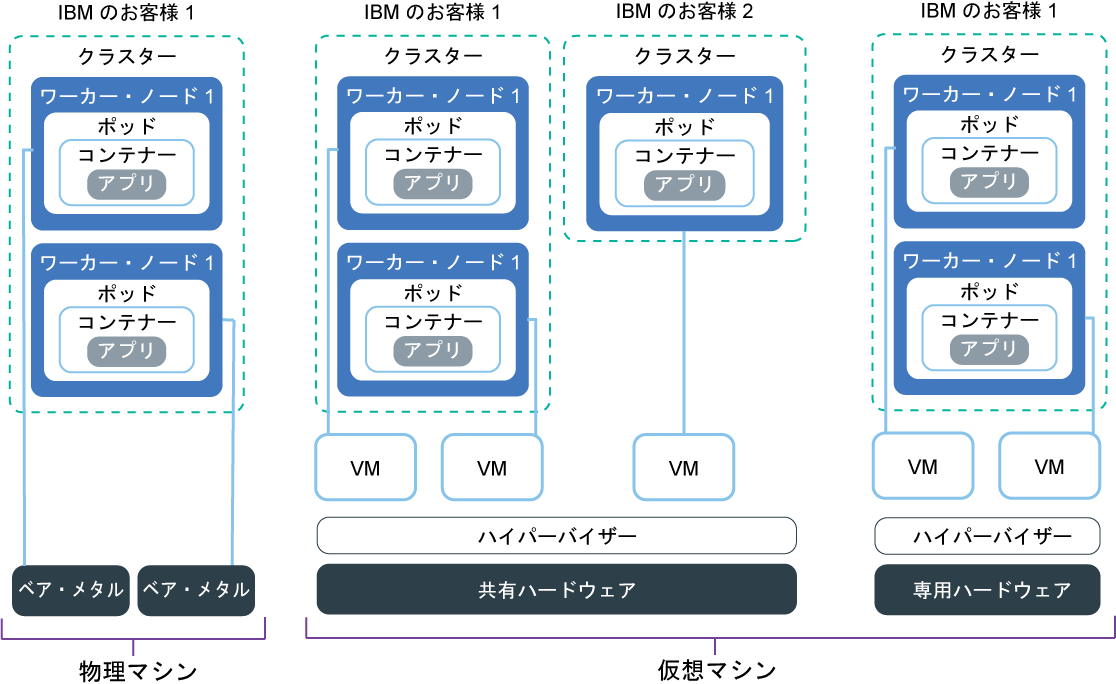 IBM のお客様 1
クラスター
ワーカー・ノード 1
ポッド
コンテナー
アプリ
ワーカー・ノード 1
ポッド
コンテナー
アプリ
ベア・メタル
ベア・メタル
物理マシン
IBM のお客様 1
クラスター
ワーカー・ノード 1
ポッド
コンテナー
アプリ
ワーカー・ノード 1
ポッド
コンテナー
アプリ
VM
VM
IBM のお客様 2
クラスター
ワーカー・ノード 1
ポッド
コンテナー
アプリ
VM
ハイパーバイザー
共有ハードウェア
IBM のお客様 1
クラスター
ワーカー・ノード 1
ポッド
コンテナー
アプリ
ワーカー・ノード 1
ポッド
コンテナー
アプリ
VM
VM
ハイパーバイザー
専用ハードウェア
仮想マシン